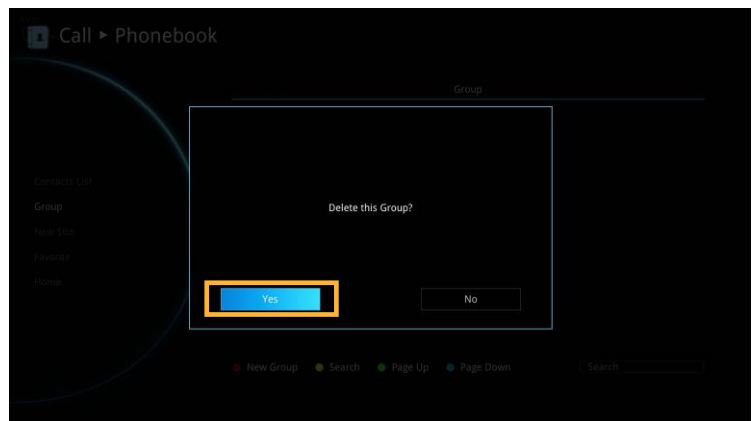 Call ▸ Phonebook
Group
Contacts List
Group
New Site
Favorite
Home
Delete this Group?
Yes No
New Group Search Page Up Page Down Search